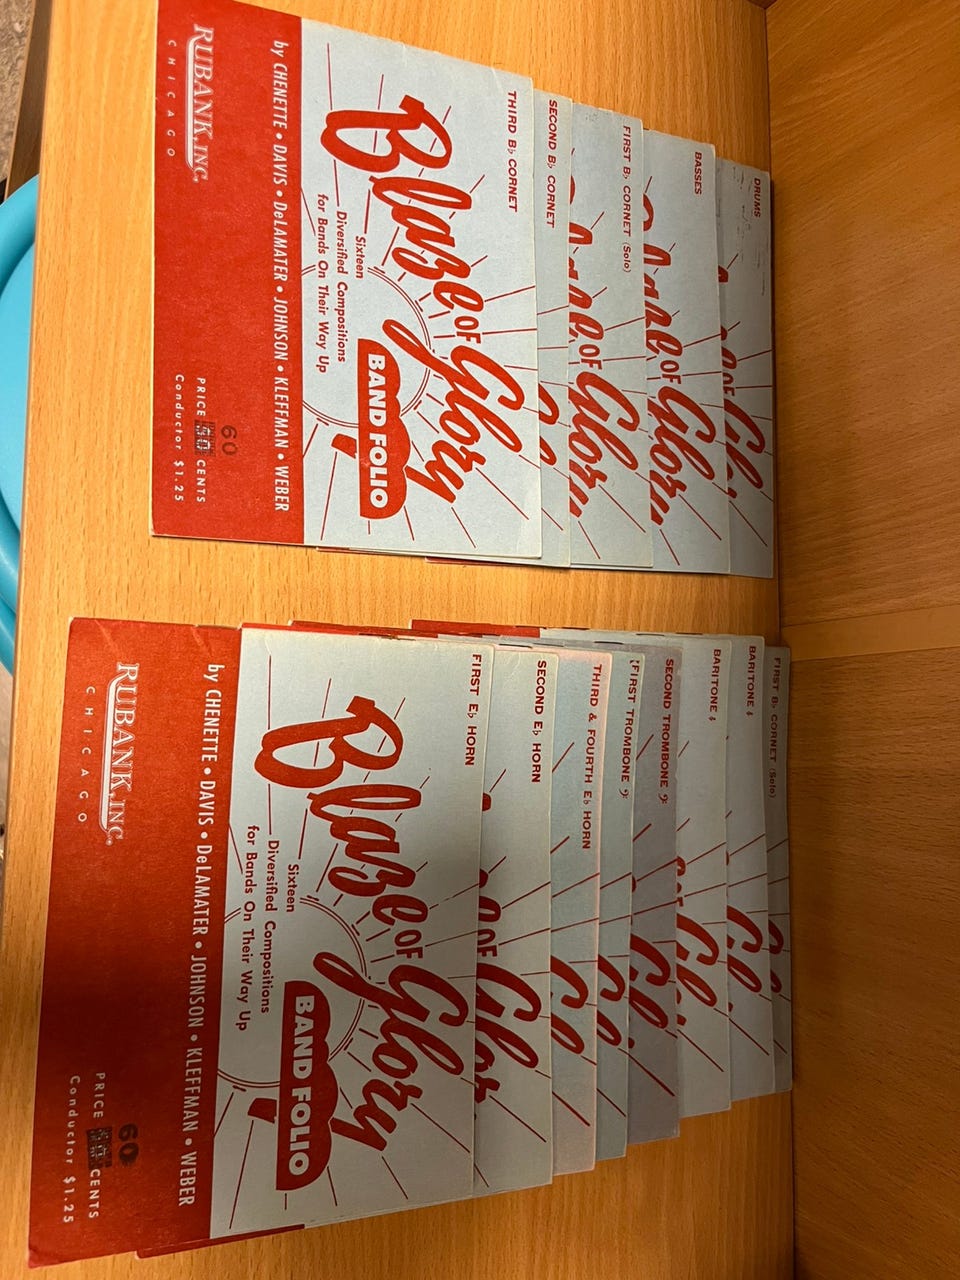 DRUMS
BASSES
FIRST B♭ CORNET (Solo)
SECOND B♭ CORNET
THIRD B♭ CORNET
Blaze OF Glory
BAND FOLIO
Sixteen
Diversified Compositions
for Bands On Their Way Up
by CHENETTE • DAVIS • DeLAMATER • JOHNSON • KLEFFMAN • WEBER
RUBANK, INC.
CHICAGO
60
PRICE CENTS
Conductor $1.25
FIRST B♭ CORNET (Solo)
BARITONE 𝄞
BARITONE 𝄞
SECOND TROMBONE 𝄢
FIRST TROMBONE 𝄢
THIRD & FOURTH E♭ HORN
SECOND E♭ HORN
FIRST E♭ HORN
Blaze OF Glory
BAND FOLIO
Sixteen
Diversified Compositions
for Bands On Their Way Up
by CHENETTE • DAVIS • DeLAMATER • JOHNSON • KLEFFMAN • WEBER
RUBANK, INC.
CHICAGO
60
PRICE CENTS
Conductor $1.25